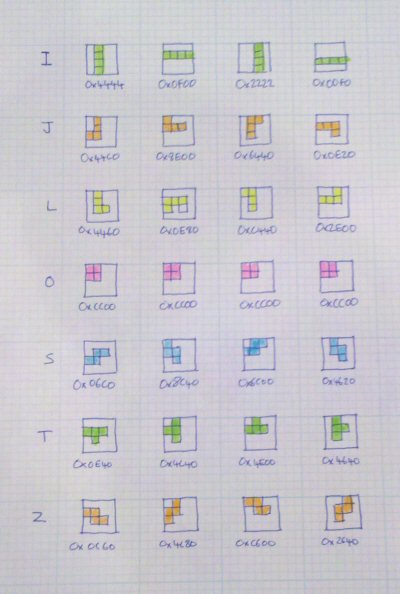 I 0x4444 0x0F00 0x2222 0x00F0
J 0x44C0 0x8E00 0x6440 0x0E20
L 0x4460 0x0E80 0xC440 0x2E00
O 0xCC00 0xCC00 0xCC00 0xCC00
S 0x06C0 0x8C40 0x6C00 0x4620
T 0x0E40 0x4C40 0x4E00 0x4640
Z 0x0C60 0x4C80 0xC600 0x2640